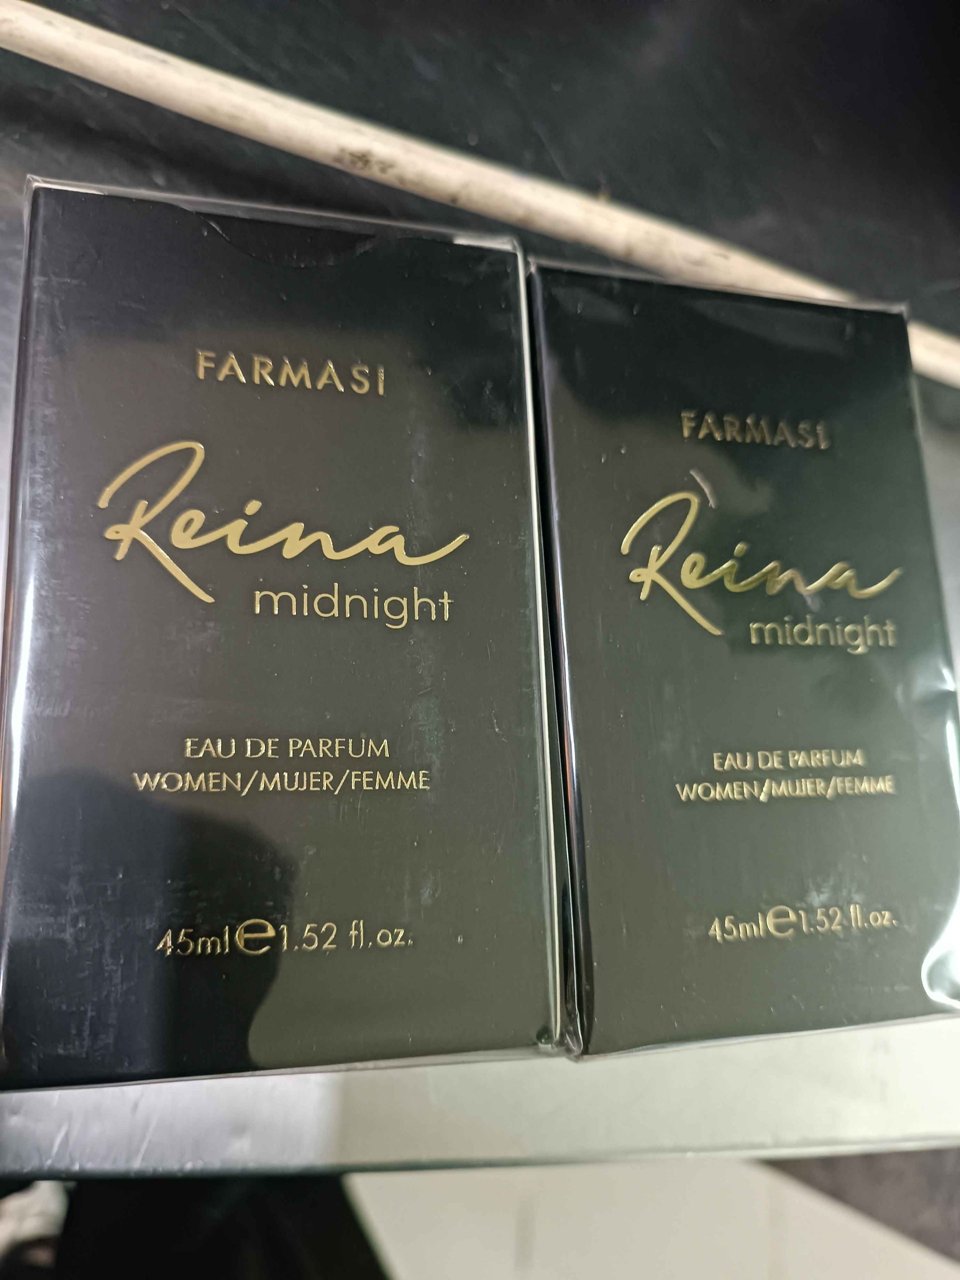 FARMASI
Reina
midnight
EAU DE PARFUM
WOMEN/MUJER/FEMME
45ml℮1.52 fl.oz.
FARMASI
Reina
midnight
EAU DE PARFUM
WOMEN/MUJER/FEMME
45ml℮1.52 fl.oz.